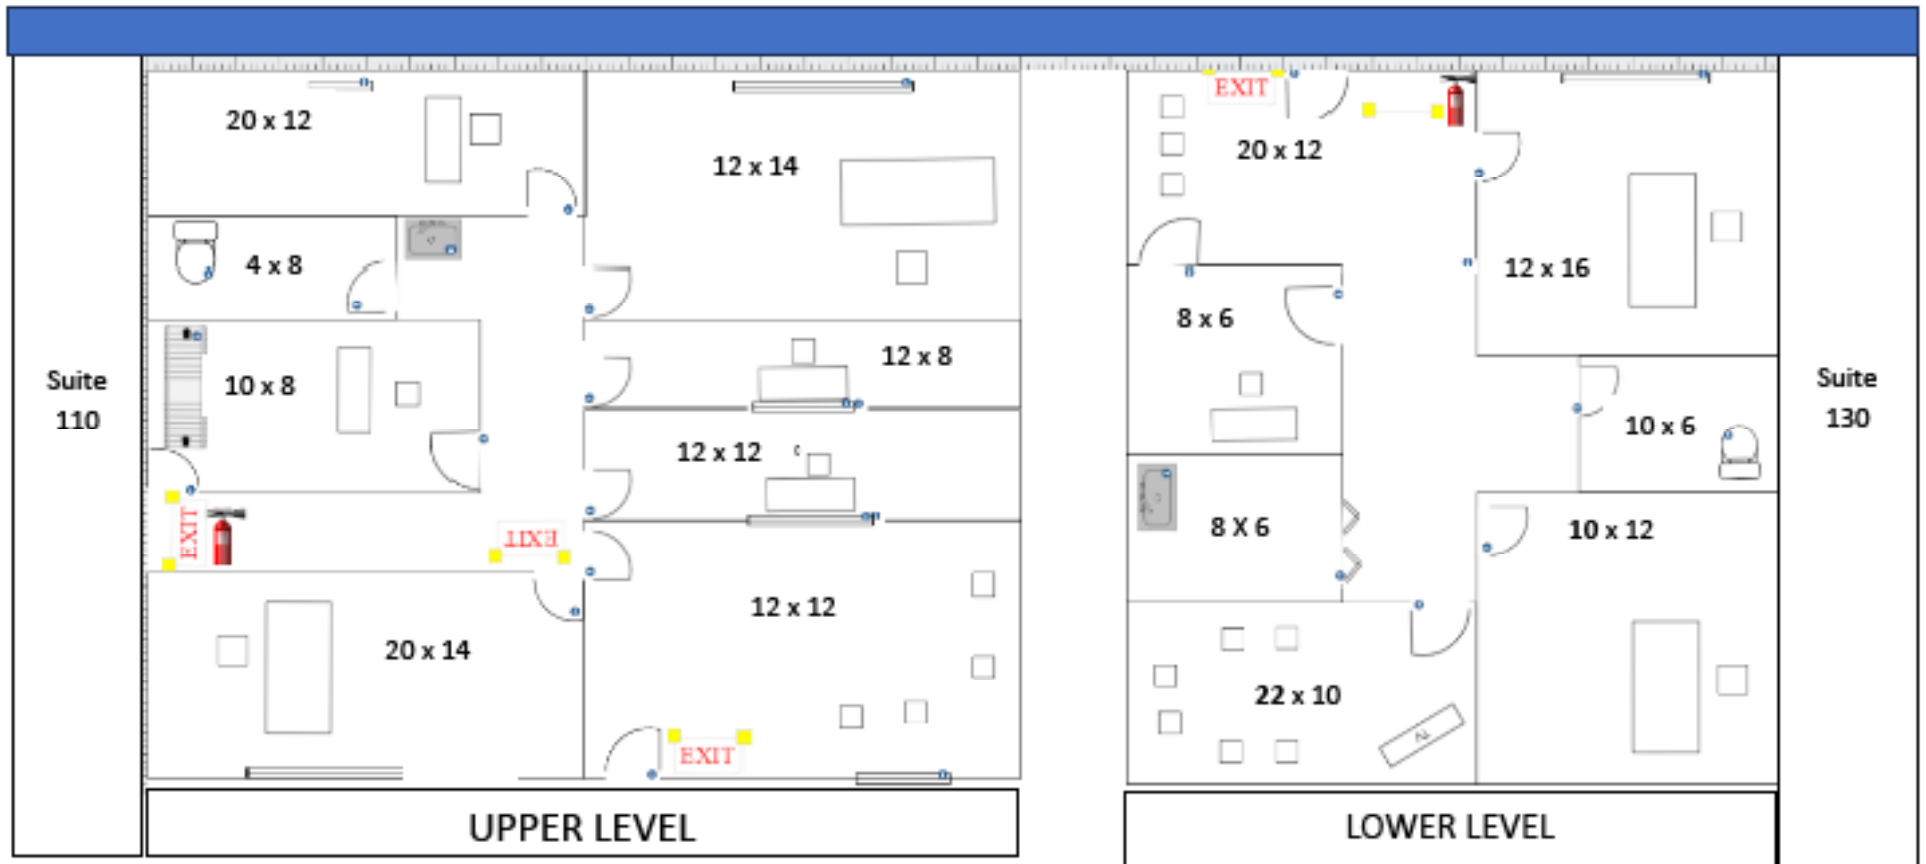 20 x 12
12 x 14
4 x 8
10 x 8
12 x 8
12 x 12
EXIT
EXIT
12 x 12
20 x 14
EXIT
Suite
110
UPPER LEVEL
EXIT
20 x 12
12 x 16
8 x 6
10 x 6
8 X 6
10 x 12
22 x 10
TV
Suite
130
LOWER LEVEL